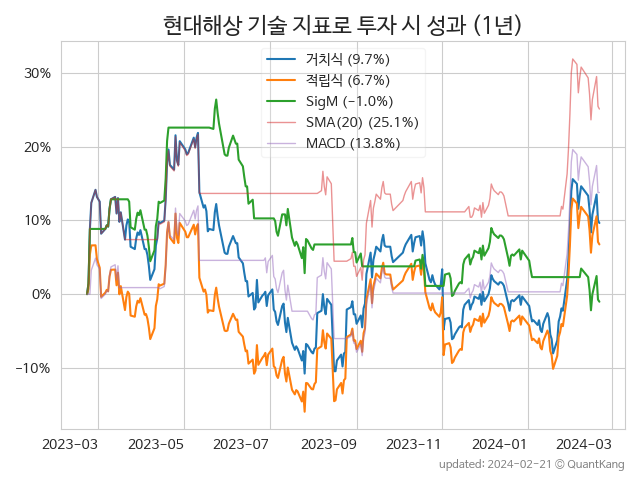 현대해상 기술 지표로 투자 시 성과 (1년)
거치식 (9.7%)
적립식 (6.7%)
SigM (−1.0%)
SMA(20) (25.1%)
MACD (13.8%)
30%
20%
10%
0%
−10%
2023-03 2023-05 2023-07 2023-09 2023-11 2024-01 2024-03
updated: 2024-02-21 © QuantKang